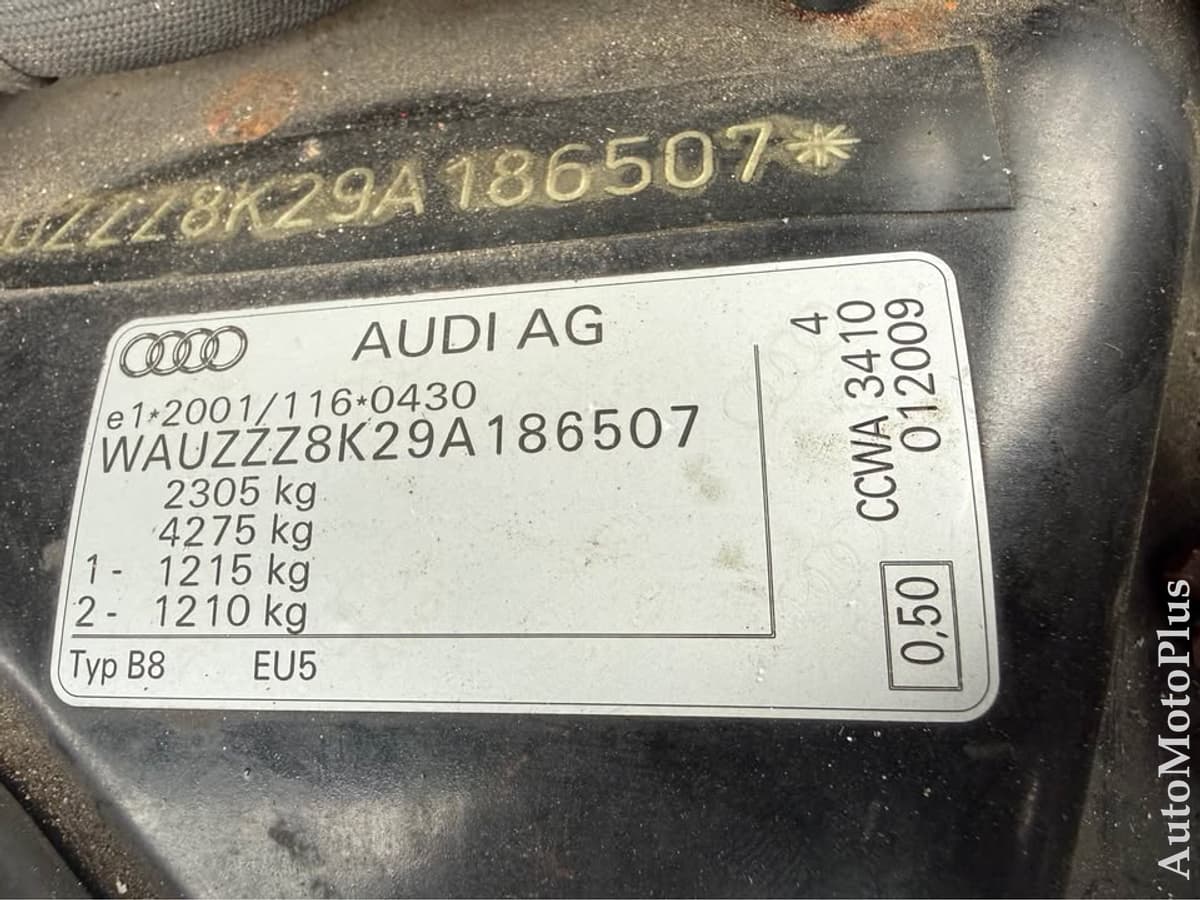 UZZZ8K29A186507*
AUDI AG
e1*2001/116*0430
WAUZZZ8K29A186507
2305 kg
4275 kg
1- 1215 kg
2- 1210 kg
Typ B8 EU5
4
CCWA 3410
012009
0,50
AutoMotoPlus